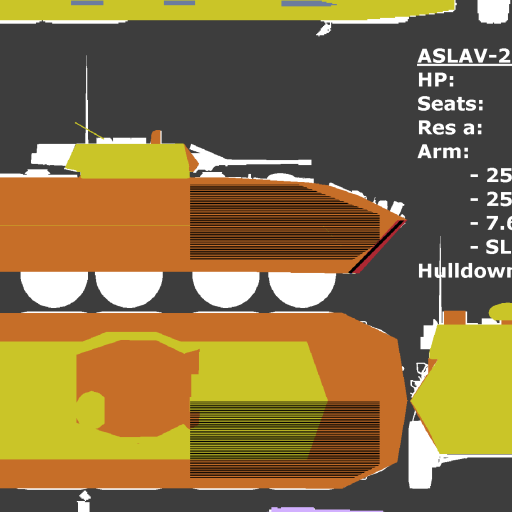 ASLAV-2
HP:
Seats:
Res a:
Arm:
- 25
- 25
- 7.6
- SL
Hulldown